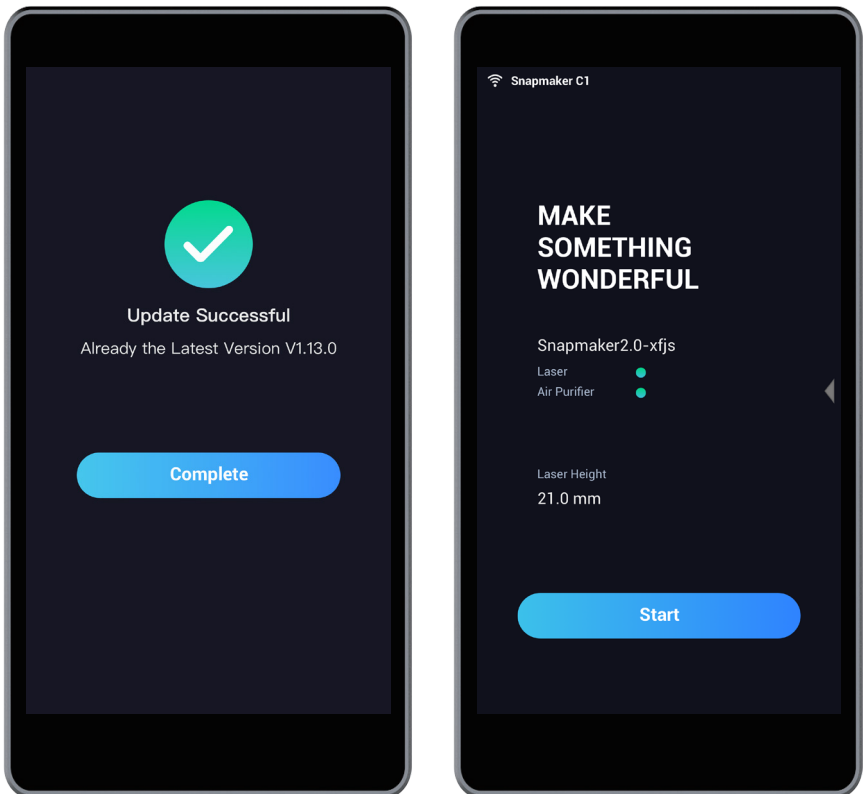 Update Successful
Already the Latest Version V1.13.0
Complete
Snapmaker C1
MAKE
SOMETHING
WONDERFUL
Snapmaker2.0-xfjs
Laser
Air Purifier
Laser Height
21.0 mm
Start